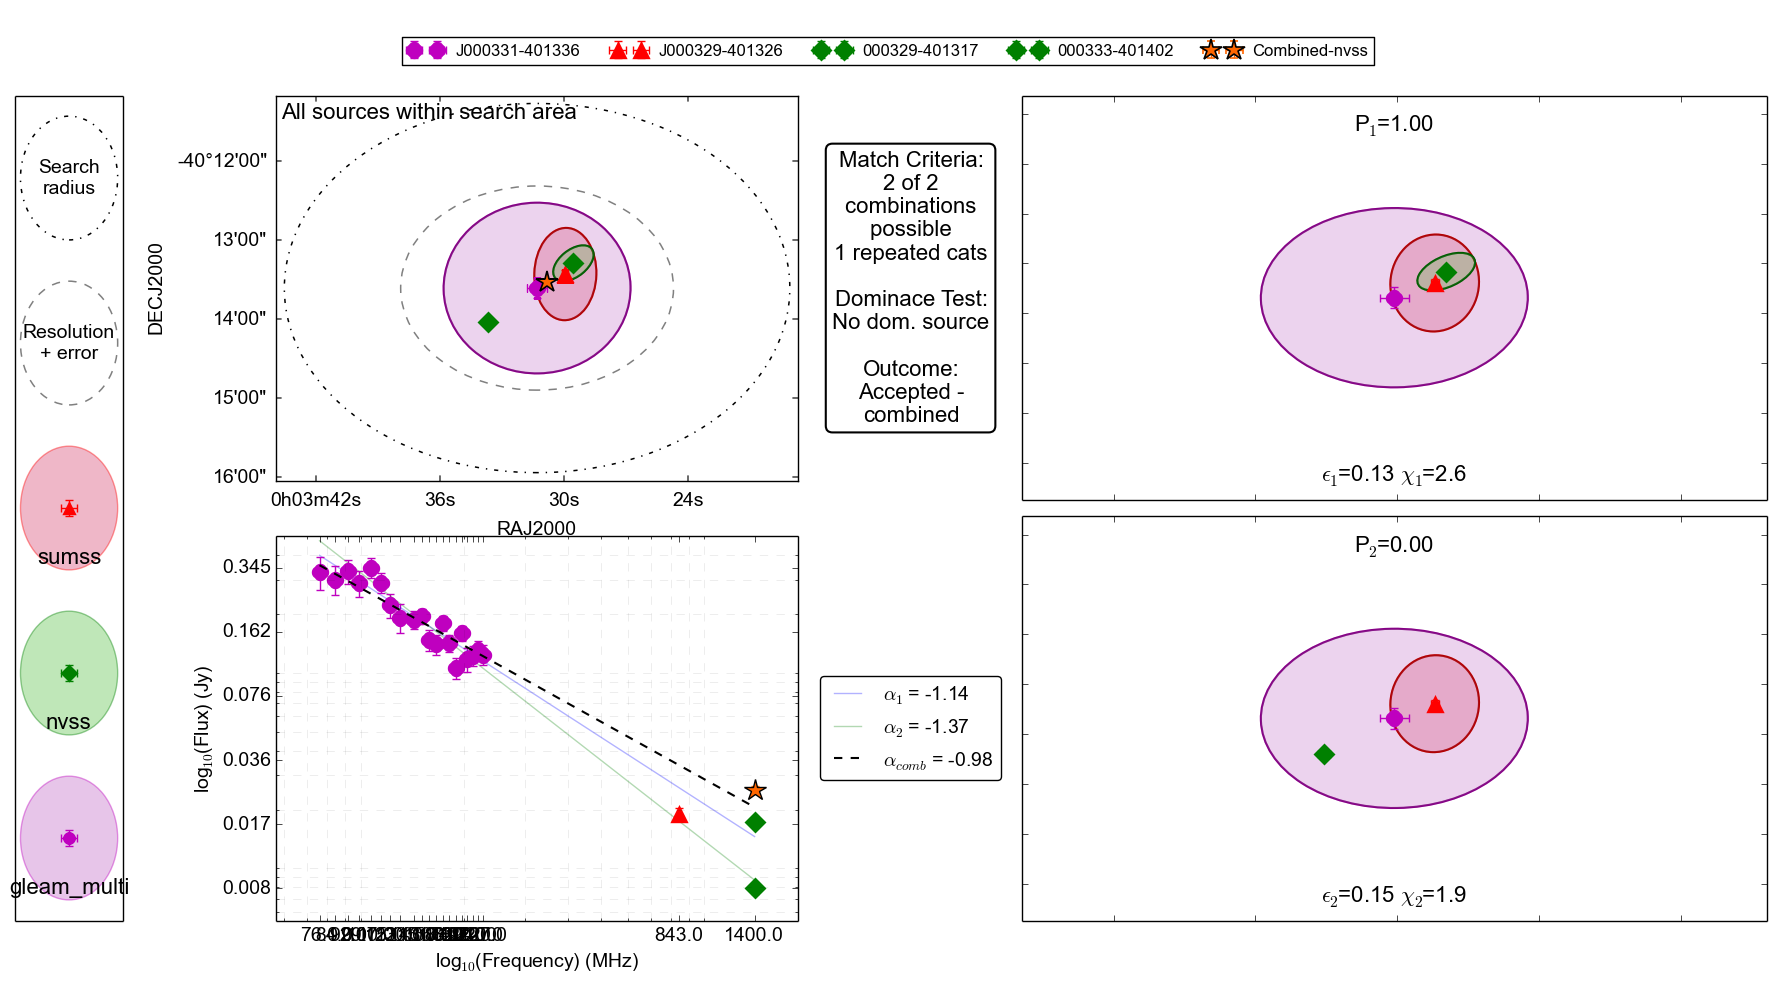 J000331-401336
J000329-401326
000329-401317
000333-401402
Combined-nvss
Search
radius
Resolution
+ error
sumss
nvss
gleam_multi
All sources within search area
DECJ2000
-40°12'00"
13'00"
14'00"
15'00"
16'00"
0h03m42s
36s
30s
24s
RAJ2000
Match Criteria:
2 of 2
combinations
possible
1 repeated cats
Dominace Test:
No dom. source
Outcome:
Accepted -
combined
P1=1.00
ϵ1=0.13 χ1=2.6
P2=0.00
ϵ2=0.15 χ2=1.9
log10(Flux) (Jy)
0.345
0.162
0.076
0.036
0.017
0.008
843.0
1400.0
log10(Frequency) (MHz)
α1 = -1.14
α2 = -1.37
αcomb = -0.98